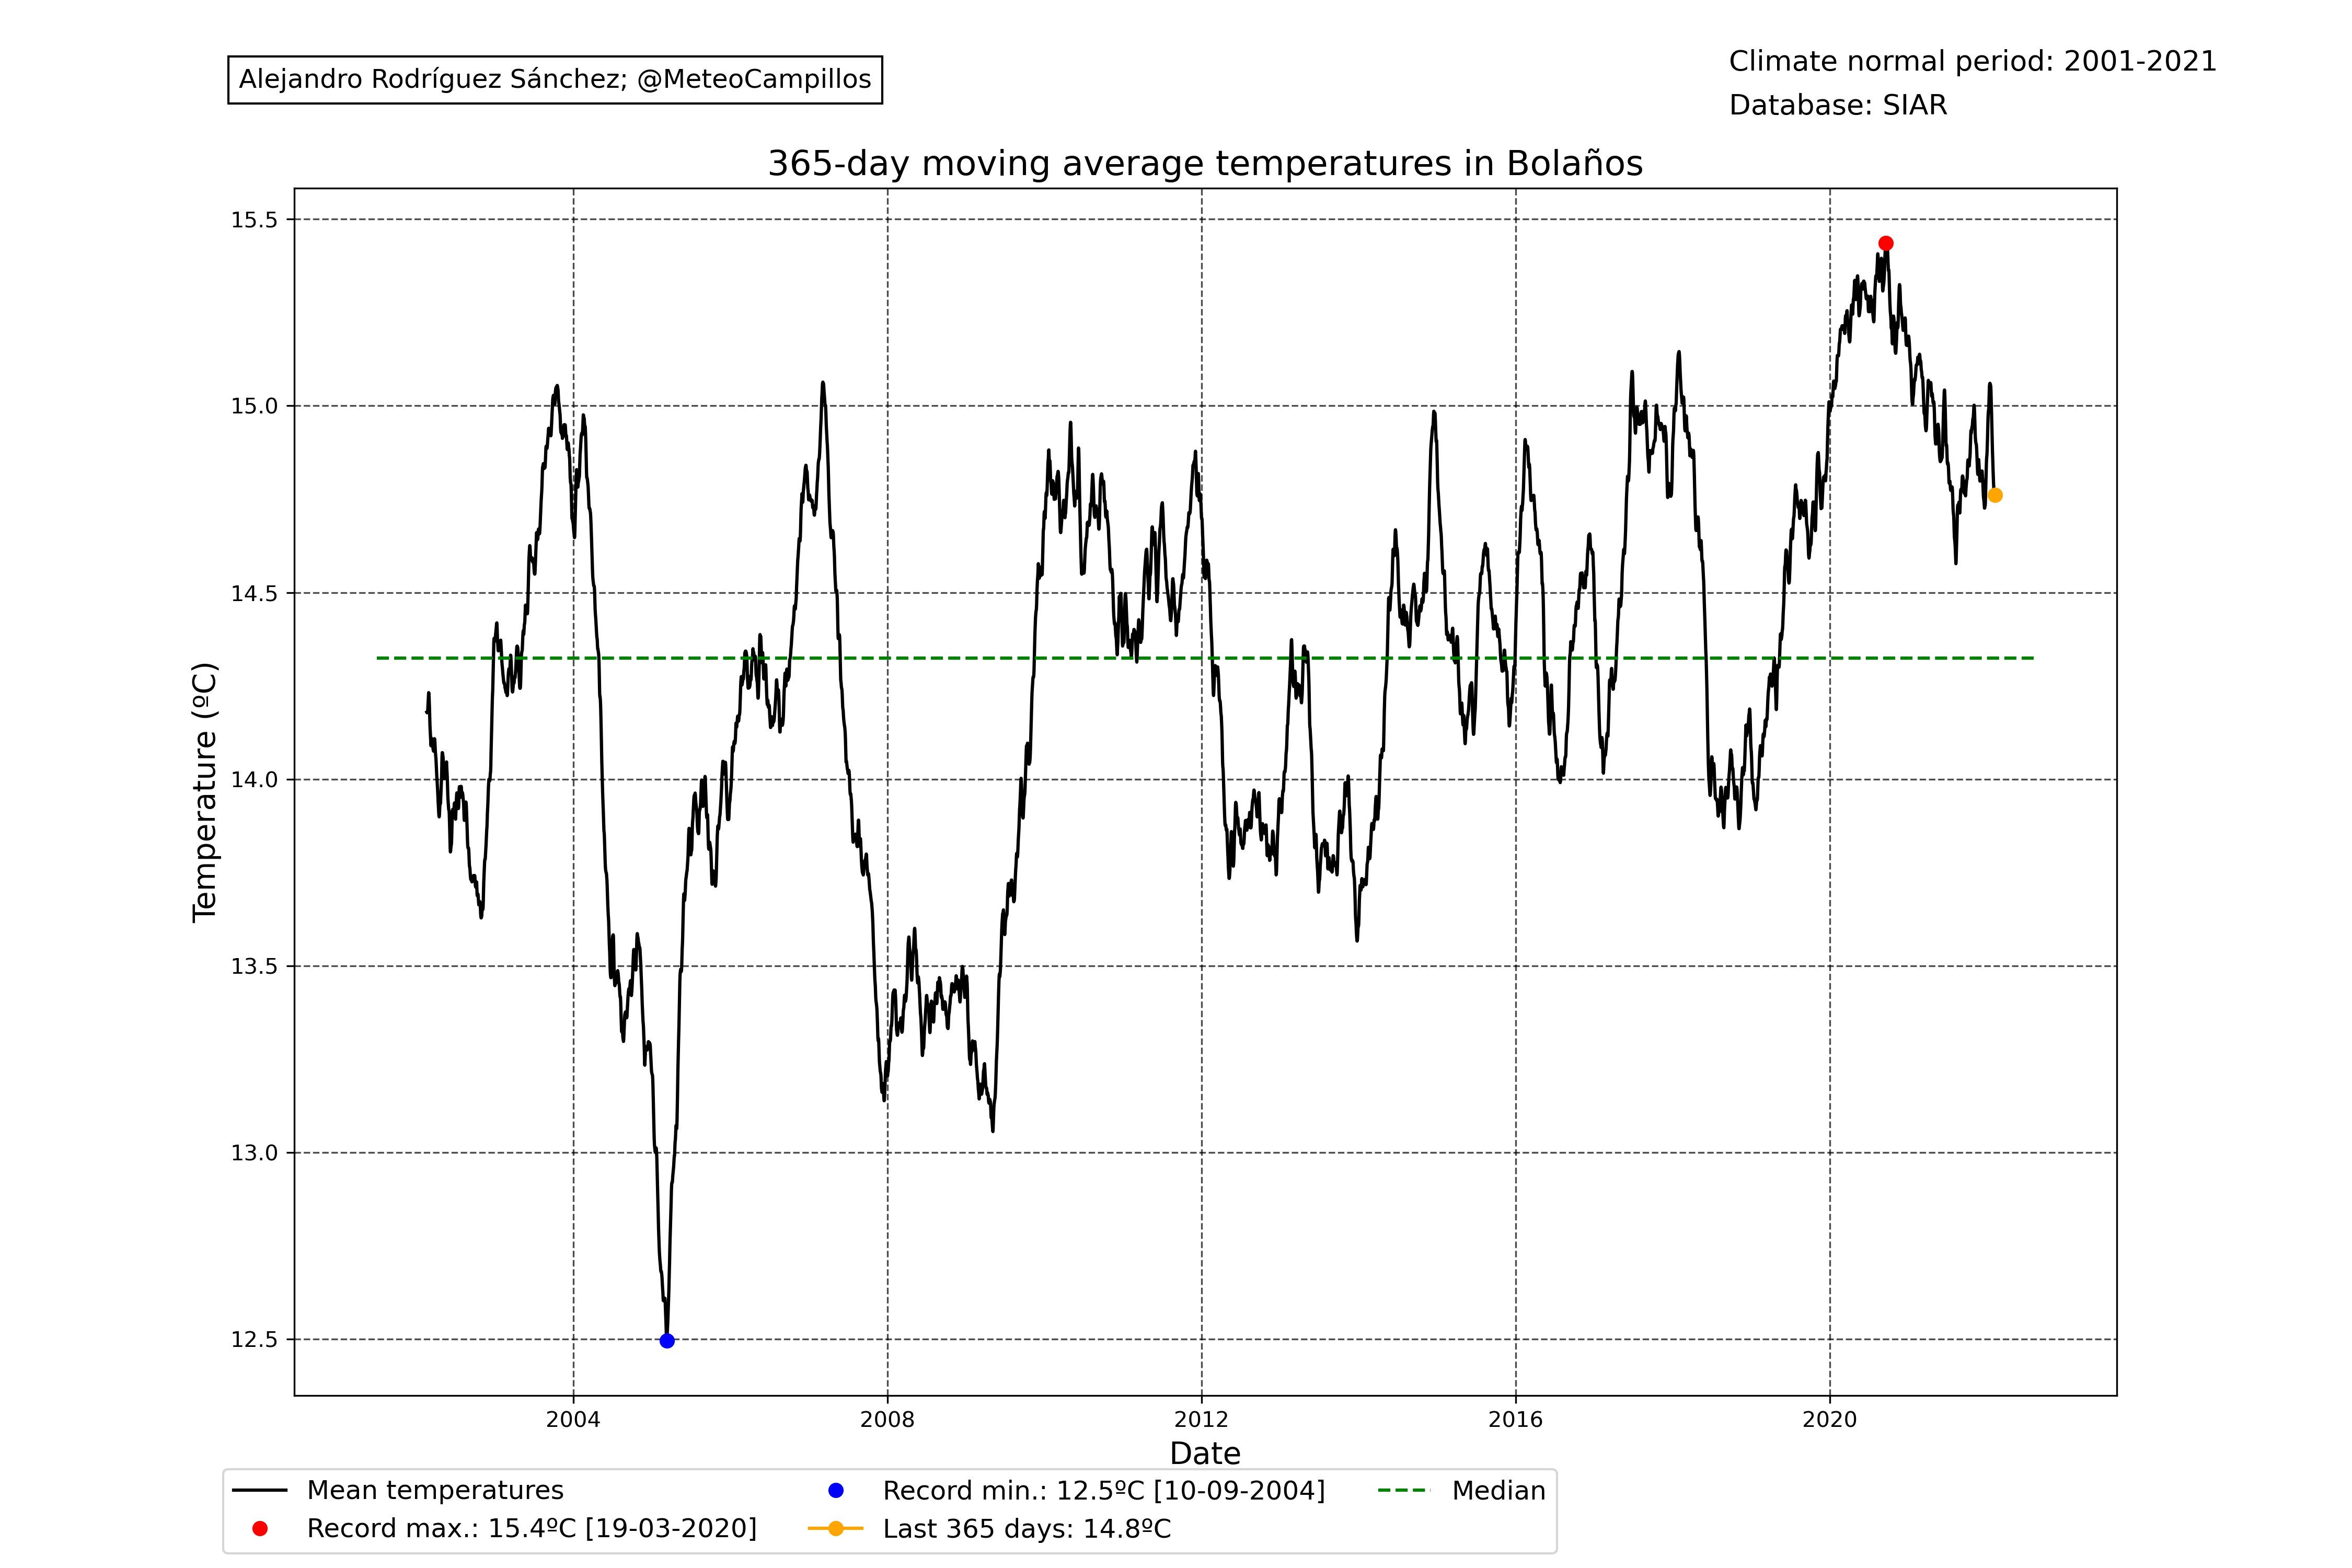 Alejandro Rodríguez Sánchez; @MeteoCampillos
Climate normal period: 2001-2021
Database: SIAR
365-day moving average temperatures in Bolaños
15.5
15.0
14.5
14.0
13.5
13.0
12.5
Temperature (ºC)
2004
2008
2012
2016
2020
Date
Mean temperatures
Record max.: 15.4ºC [19-03-2020]
Record min.: 12.5ºC [10-09-2004]
Last 365 days: 14.8ºC
Median